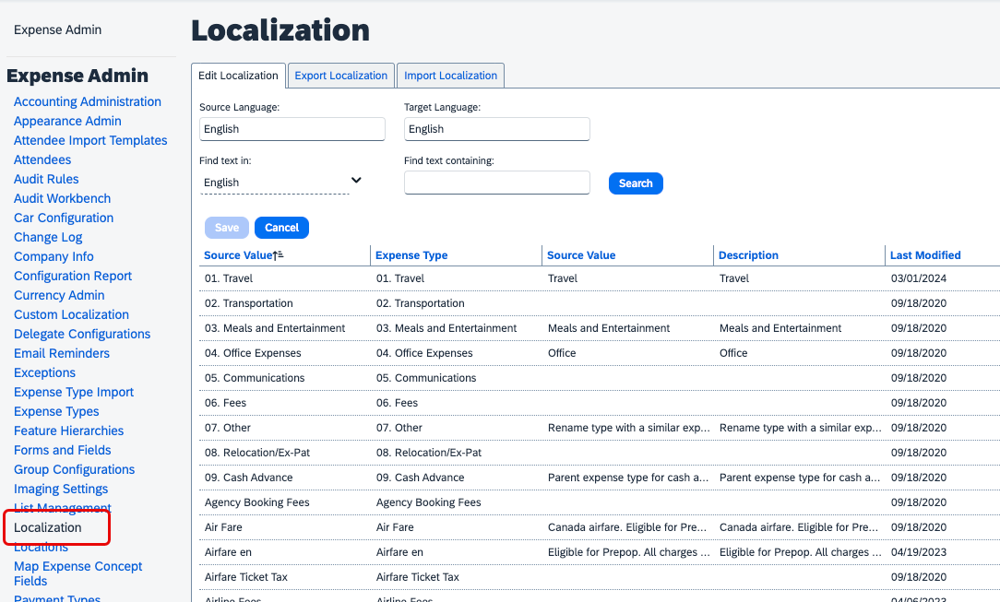 Expense Admin
Expense Admin
Accounting Administration
Appearance Admin
Attendee Import Templates
Attendees
Audit Rules
Audit Workbench
Car Configuration
Change Log
Company Info
Configuration Report
Currency Admin
Custom Localization
Delegate Configurations
Email Reminders
Exceptions
Expense Type Import
Expense Types
Feature Hierarchies
Forms and Fields
Group Configurations
Imaging Settings
List Management
Localization
Locations
Map Expense Concept
Fields
Payment Types
Localization
Edit Localization Export Localization Import Localization
Source Language: Target Language:
English English
Find text in: Find text containing:
English Search
Save Cancel
Source Value Expense Type Source Value Description Last Modified
01. Travel 01. Travel Travel Travel 03/01/2024
02. Transportation 02. Transportation 09/18/2020
03. Meals and Entertainment 03. Meals and Entertainment Meals and Entertainment Meals and Entertainment 09/18/2020
04. Office Expenses 04. Office Expenses Office Office 09/18/2020
05. Communications 05. Communications 09/18/2020
06. Fees 06. Fees 09/18/2020
07. Other 07. Other Rename type with a similar exp... Rename type with a similar exp... 09/18/2020
08. Relocation/Ex-Pat 08. Relocation/Ex-Pat 09/18/2020
09. Cash Advance 09. Cash Advance Parent expense type for cash a... Parent expense type for cash a... 09/18/2020
Agency Booking Fees Agency Booking Fees 09/18/2020
Air Fare Air Fare Canada airfare. Eligible for Pre... Canada airfare. Eligible for Pre... 09/18/2020
Airfare en Airfare en Eligible for Prepop. All charges ... Eligible for Prepop. All charges ... 04/19/2023
Airfare Ticket Tax Airfare Ticket Tax 09/18/2020
Airline Fees Airline Fees 04/06/2023